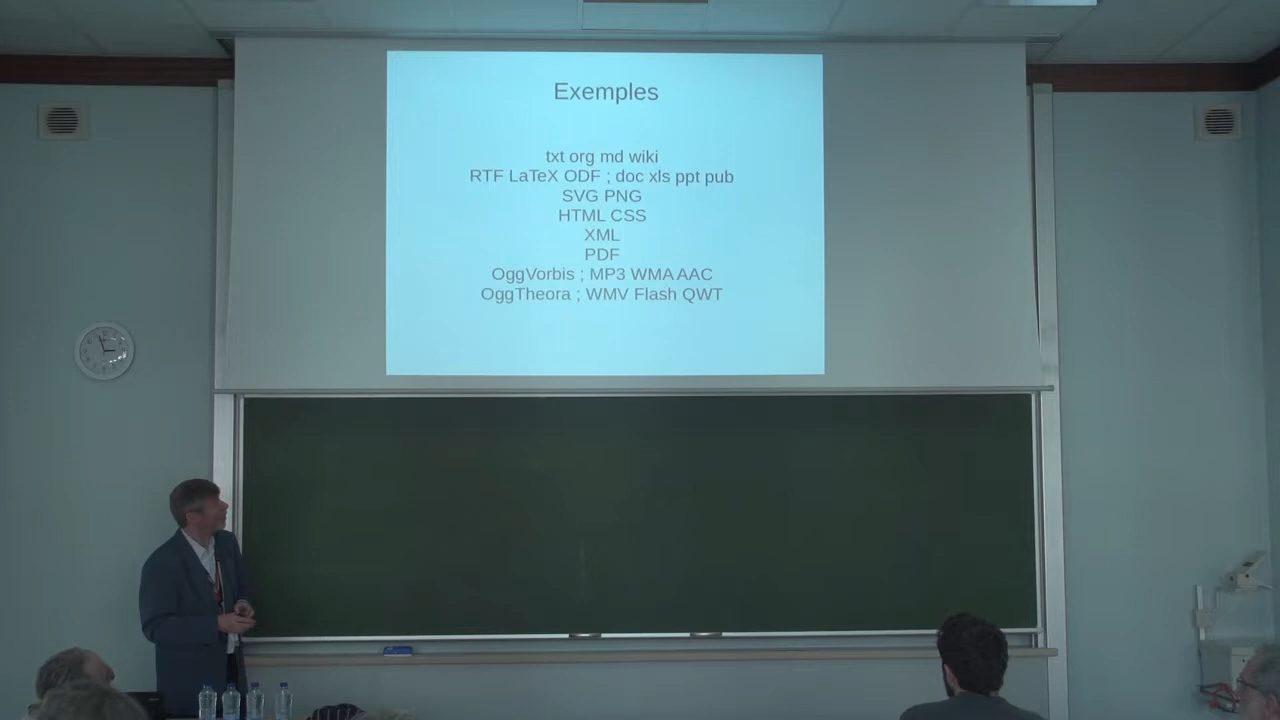 Exemples
txt org md wiki
RTF LaTeX ODF ; doc xls ppt pub
SVG PNG
HTML CSS
XML
PDF
OggVorbis ; MP3 WMA AAC
OggTheora ; WMV Flash QWT